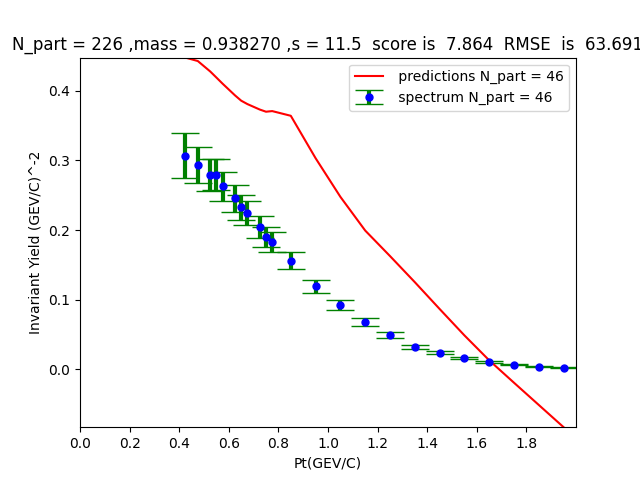 N_part = 226 ,mass = 0.938270 ,s = 11.5  score is  7.864  RMSE  is  63.691
predictions N_part = 46
spectrum N_part = 46
Invariant Yield (GEV/C)^-2
0.4
0.3
0.2
0.1
0.0
0.0 0.2 0.4 0.6 0.8 1.0 1.2 1.4 1.6 1.8
Pt(GEV/C)